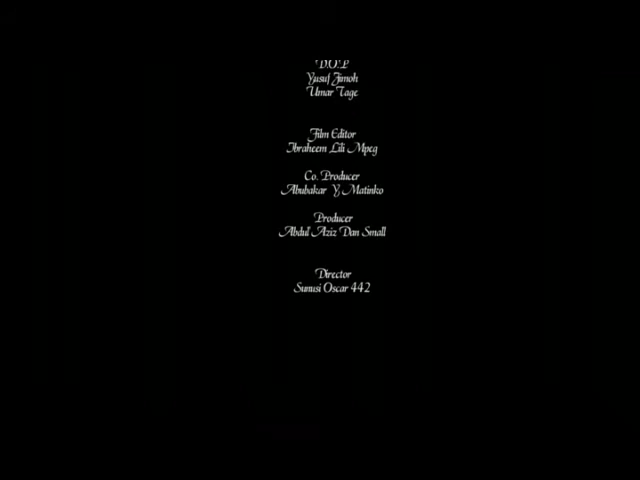 D.O.P
Yusuf Jimoh
Umar Tage
Film Editor
Ibraheem Lili Mpeg
Co. Producer
Abubakar Y, Matinko
Producer
Abdul Aziz Dan Small
Director
Sunusi Oscar 442